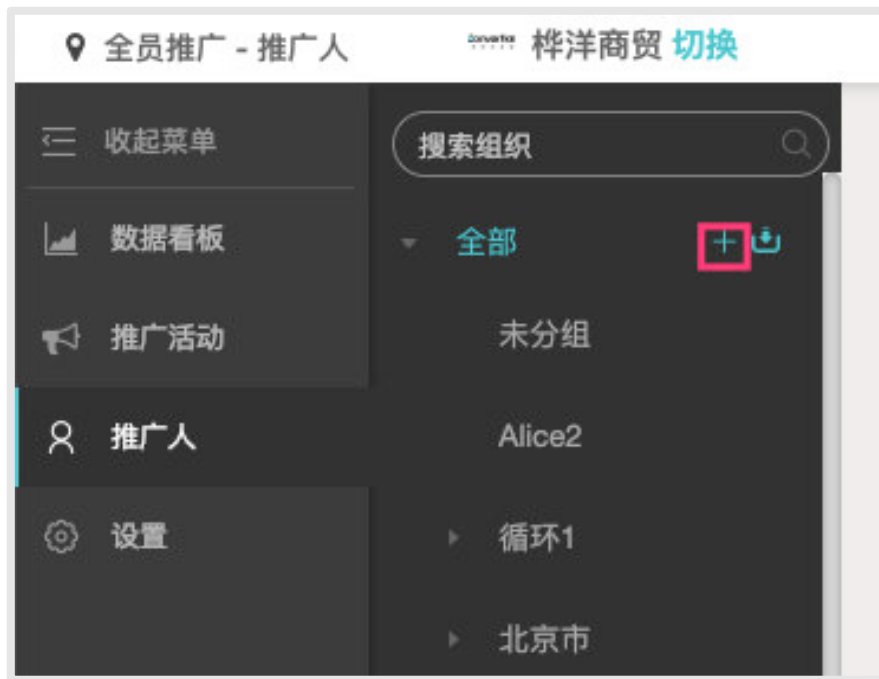 全员推广 - 推广人
桦洋商贸 切换
收起菜单
数据看板
推广活动
推广人
设置
搜索组织
全部
未分组
Alice2
循环1
北京市